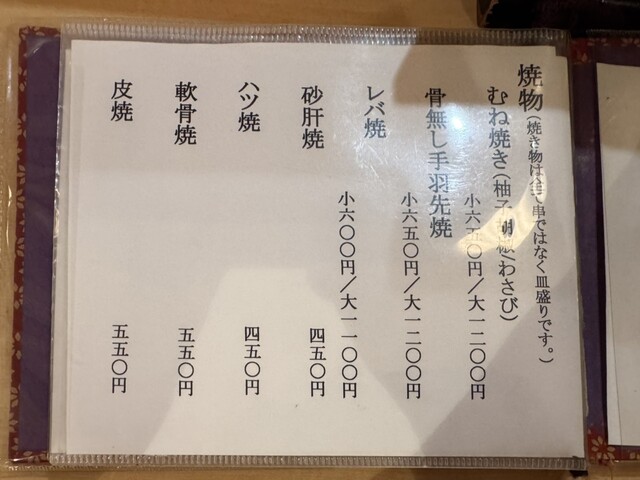 焼物(焼き物は全て串ではなく皿盛りです。)
むね焼き(柚子胡椒/わさび)
小六五〇円/大一二〇〇円
骨無し手羽先焼
小六五〇円/大一二〇〇円
レバ焼
小六〇〇円/大一一〇〇円
砂肝焼
四五〇円
ハツ焼
四五〇円
軟骨焼
五五〇円
皮焼
五五〇円